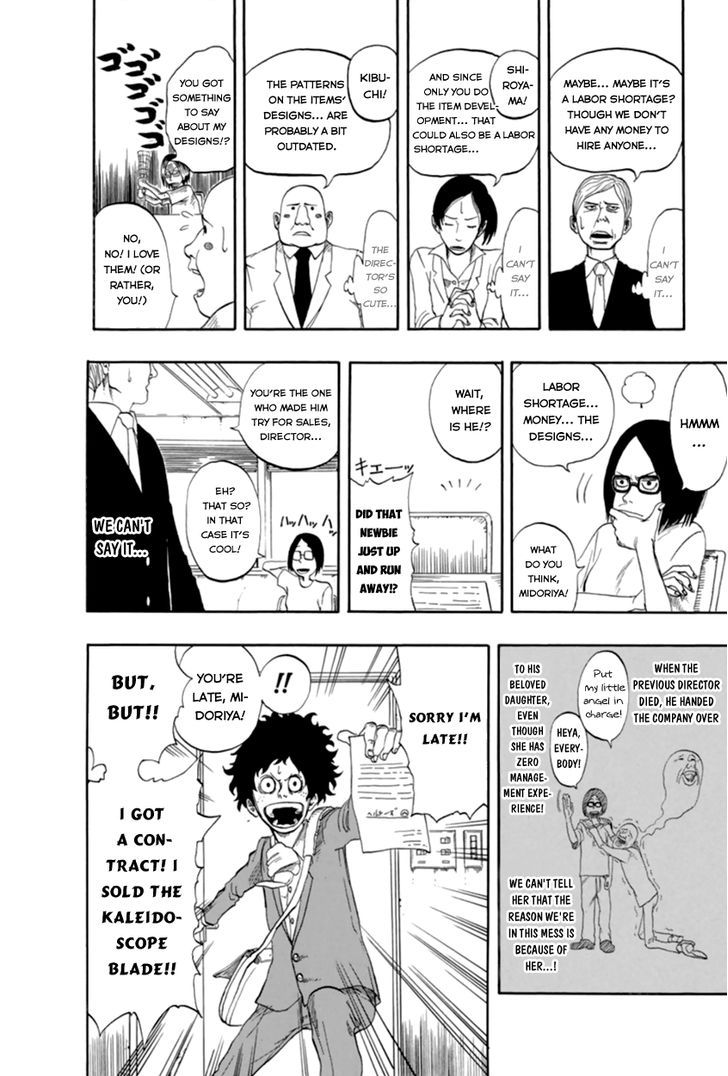 MAYBE... MAYBE IT'S
A LABOR SHORTAGE?
THOUGH WE DON'T
HAVE ANY MONEY TO
HIRE ANYONE...
I
CAN'T
SAY
IT...
SHI-
ROYA-
MA!
AND SINCE
ONLY YOU DO
THE ITEM DEVEL-
OPMENT... THAT
COULD ALSO BE A LABOR
SHORTAGE...
I
CAN'T
SAY
IT...
KIBU-
CHI!
THE PATTERNS
ON THE ITEMS'
DESIGNS... ARE
PROBABLY A BIT
OUTDATED.
THE
DIREC-
TOR'S
SO
CUTE...
YOU GOT
SOMETHING
TO SAY
ABOUT MY
DESIGNS!?
ゴゴゴゴゴ
NO,
NO! I LOVE
THEM! (OR
RATHER,
YOU!)
HMMM
...
LABOR
SHORTAGE...
MONEY... THE
DESIGNS...
WHAT
DO YOU
THINK,
MIDORIYA!
WAIT,
WHERE
IS HE!?
キェーッ
DID THAT
NEWBIE
JUST UP
AND RUN
AWAY!?
YOU'RE THE ONE
WHO MADE HIM
TRY FOR SALES,
DIRECTOR...
EH?
THAT SO?
IN THAT
CASE IT'S
COOL!
ハッハッハッ
WE CAN'T
SAY IT...
WHEN THE
PREVIOUS DIRECTOR
DIED, HE HANDED
THE COMPANY OVER
Put
my little
angel in
charge!
HEYA,
EVERY-
BODY!
TO HIS
BELOVED
DAUGHTER,
EVEN
THOUGH
SHE HAS
ZERO
MANAGE-
MENT EXPE-
RIENCE!
WE CAN'T TELL
HER THAT THE
REASON WE'RE
IN THIS MESS IS
BECAUSE OF
HER...!
SORRY I'M
LATE!!
!!
YOU'RE
LATE, MI-
DORIYA!
BUT,
BUT!!
I GOT
A CON-
TRACT! I
SOLD THE
KALEIDO-
SCOPE
BLADE!!